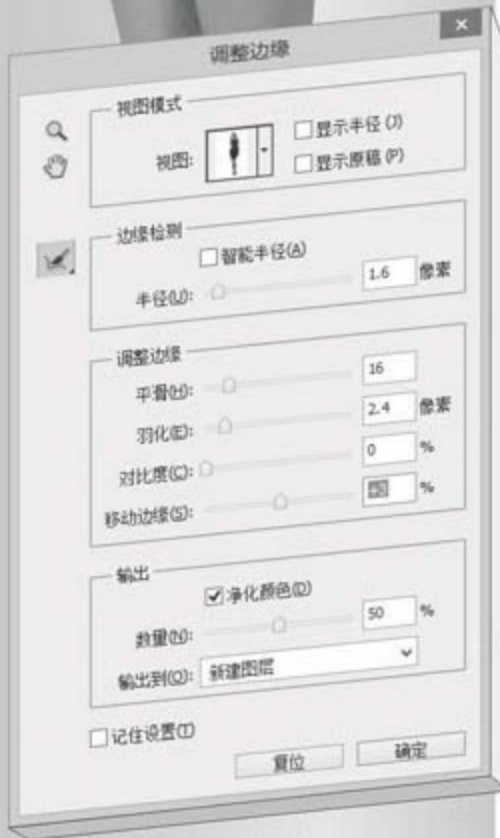 调整边缘
视图模式
视图:
显示半径 (J)
显示原稿 (P)
边缘检测
智能半径(A)
半径(U): 1.6 像素
调整边缘
平滑(H): 16
羽化(E): 2.4 像素
对比度(C): 0 %
移动边缘(S): %
输出
净化颜色(D)
数量(N): 50 %
输出到(O): 新建图层
记住设置(T)
复位 确定